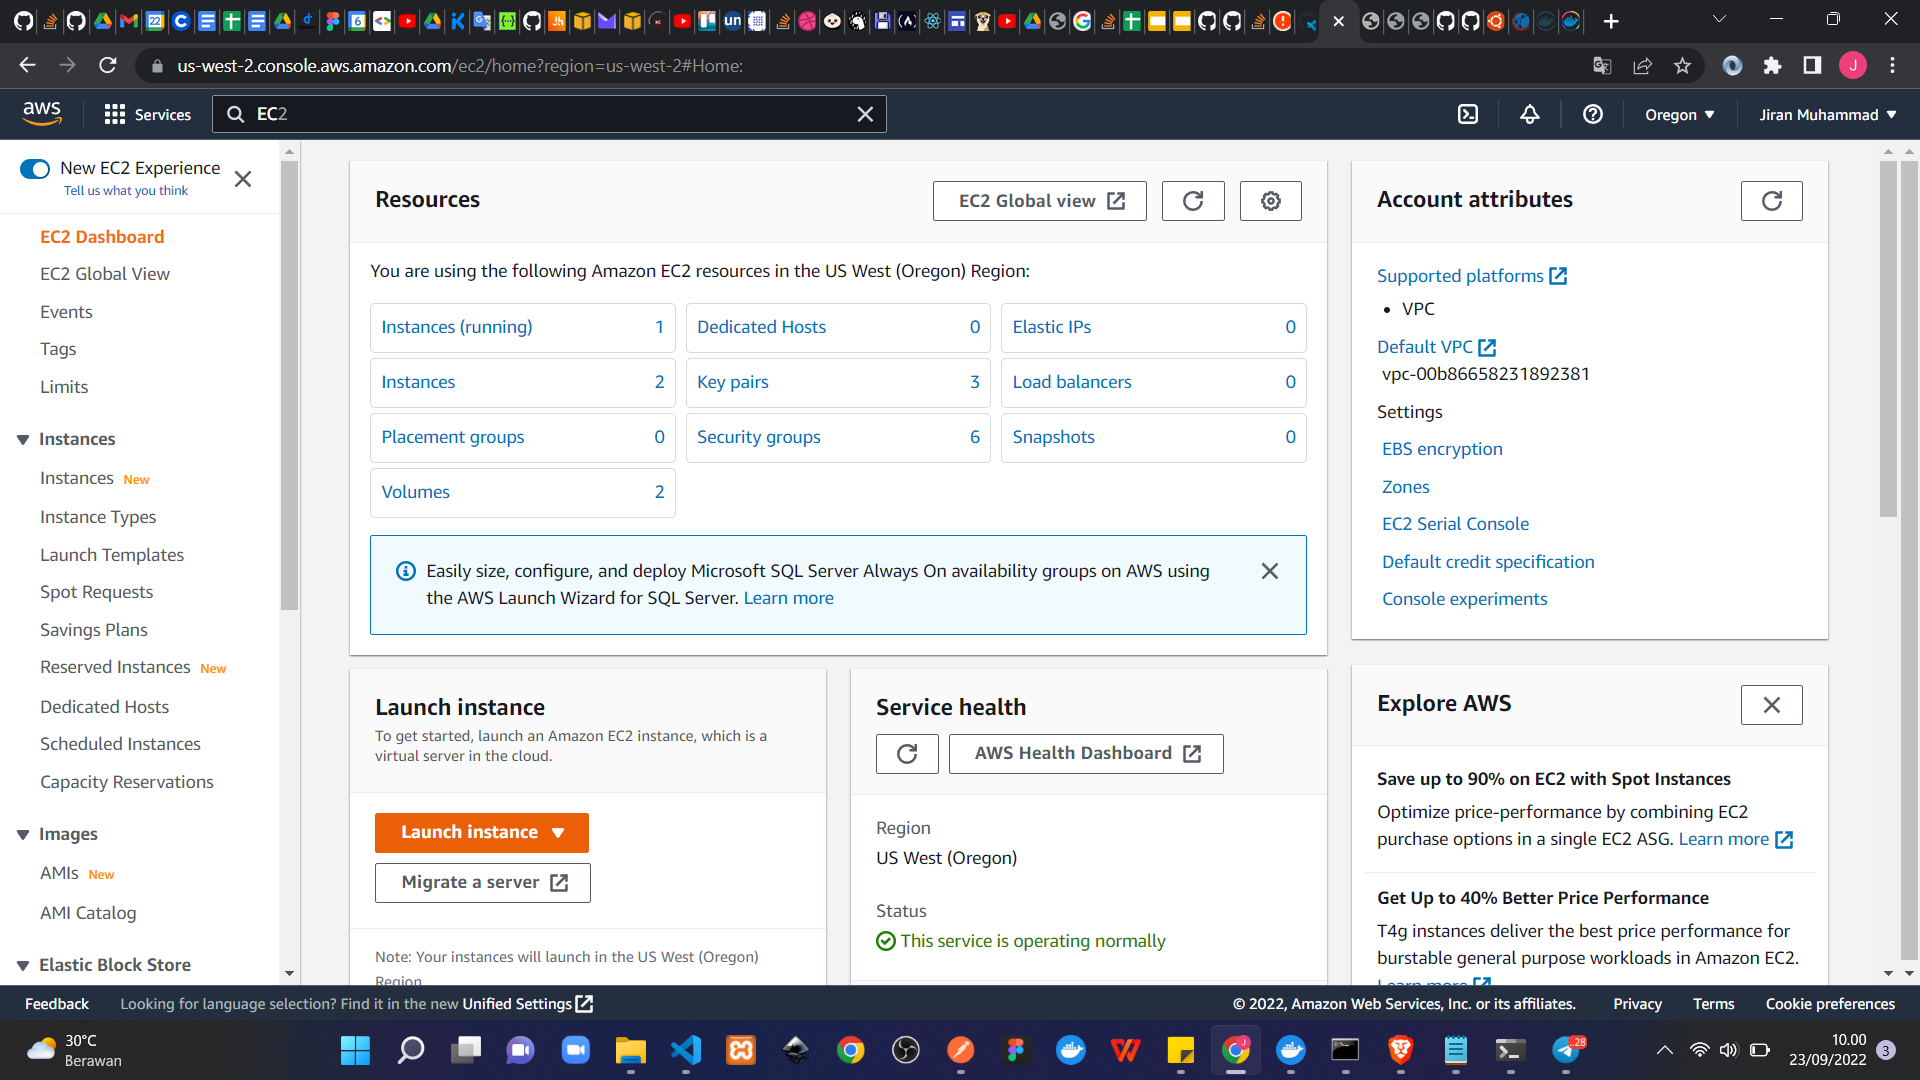 us-west-2.console.aws.amazon.com/ec2/home?region=us-west-2#Home:
J
aws
Services
EC2
Oregon
Jiran Muhammad
New EC2 Experience
Tell us what you think
EC2 Dashboard
EC2 Global View
Events
Tags
Limits
Instances
Instances New
Instance Types
Launch Templates
Spot Requests
Savings Plans
Reserved Instances New
Dedicated Hosts
Scheduled Instances
Capacity Reservations
Images
AMIs New
AMI Catalog
Elastic Block Store
Resources
EC2 Global view
You are using the following Amazon EC2 resources in the US West (Oregon) Region:
Instances (running) 1
Dedicated Hosts 0
Elastic IPs 0
Instances 2
Key pairs 3
Load balancers 0
Placement groups 0
Security groups 6
Snapshots 0
Volumes 2
Easily size, configure, and deploy Microsoft SQL Server Always On availability groups on AWS using
the AWS Launch Wizard for SQL Server. Learn more
Launch instance
To get started, launch an Amazon EC2 instance, which is a
virtual server in the cloud.
Launch instance
Migrate a server
Note: Your instances will launch in the US West (Oregon)
Region
Service health
AWS Health Dashboard
Region
US West (Oregon)
Status
This service is operating normally
Account attributes
Supported platforms
• VPC
Default VPC
vpc-00b86658231892381
Settings
EBS encryption
Zones
EC2 Serial Console
Default credit specification
Console experiments
Explore AWS
Save up to 90% on EC2 with Spot Instances
Optimize price-performance by combining EC2
purchase options in a single EC2 ASG. Learn more
Get Up to 40% Better Price Performance
T4g instances deliver the best price performance for
burstable general purpose workloads in Amazon EC2.
Learn more
Feedback
Looking for language selection? Find it in the new Unified Settings
© 2022, Amazon Web Services, Inc. or its affiliates.
Privacy
Terms
Cookie preferences
30°C
Berawan
10.00
23/09/2022
3